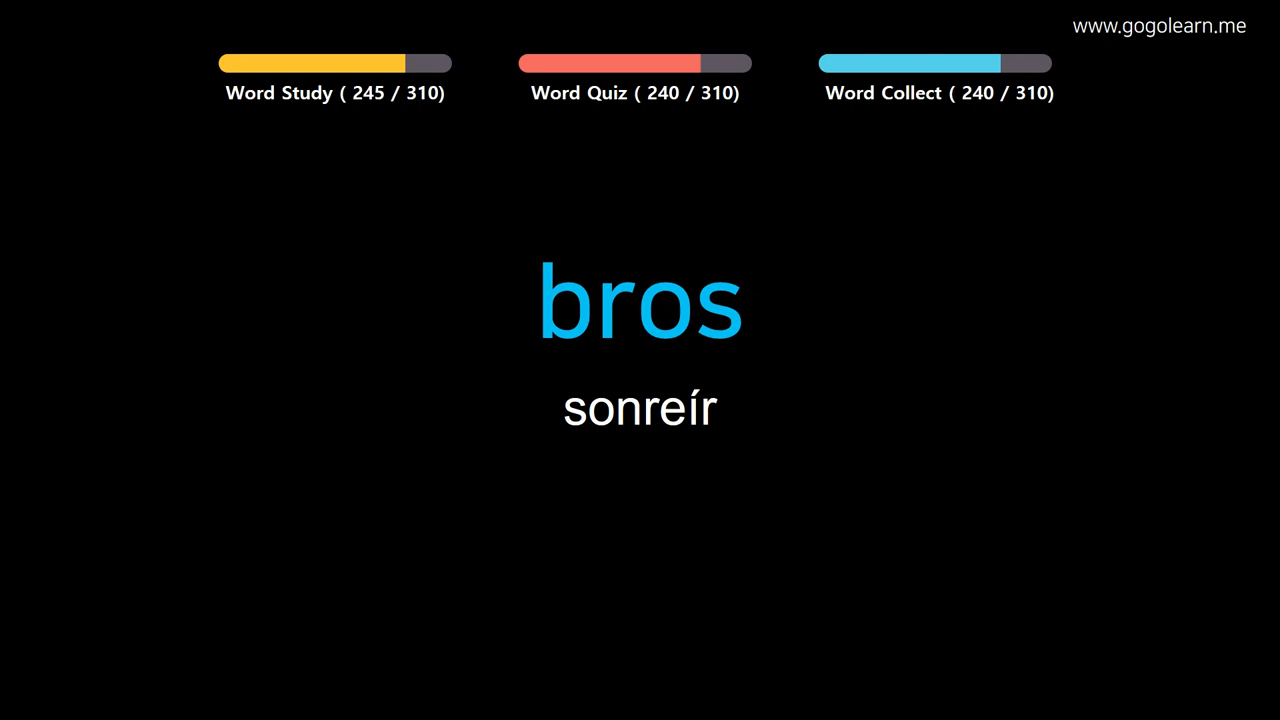 www.gogolearn.me
Word Study ( 245 / 310)
Word Quiz ( 240 / 310)
Word Collect ( 240 / 310)
bros
sonreír